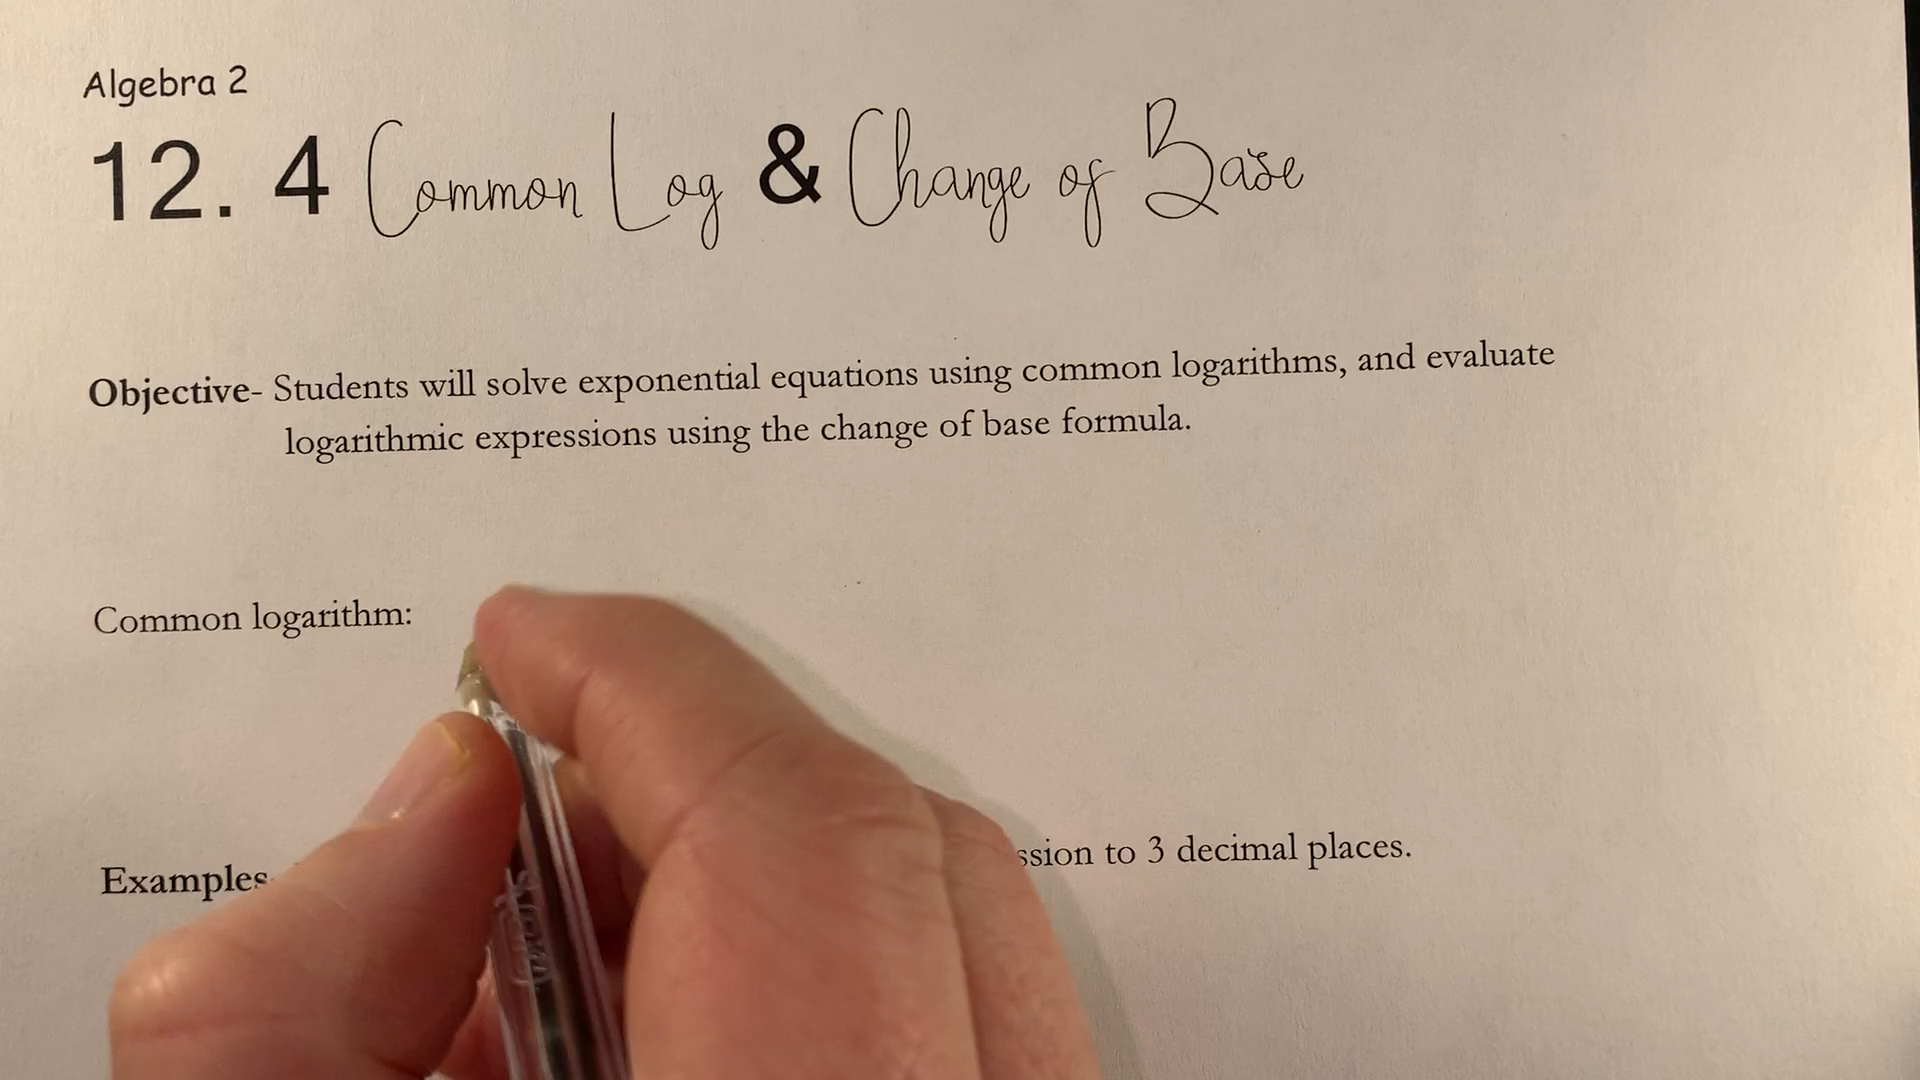 Algebra 2
12. 4 Common Log & Change of Base
Objective- Students will solve exponential equations using common logarithms, and evaluate
logarithmic expressions using the change of base formula.
Common logarithm:
Examples to 3 decimal places.